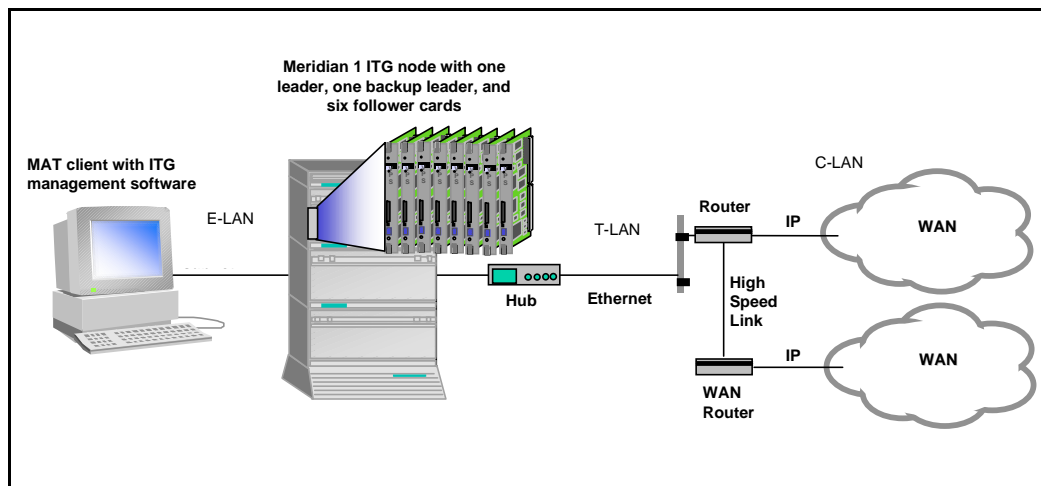 Meridian 1 ITG node with one
leader, one backup leader, and
six follower cards
MAT client with ITG
management software
E-LAN
C-LAN
T-LAN
Router
IP
WAN
Hub
Ethernet
High
Speed
Link
IP
WAN
WAN
Router